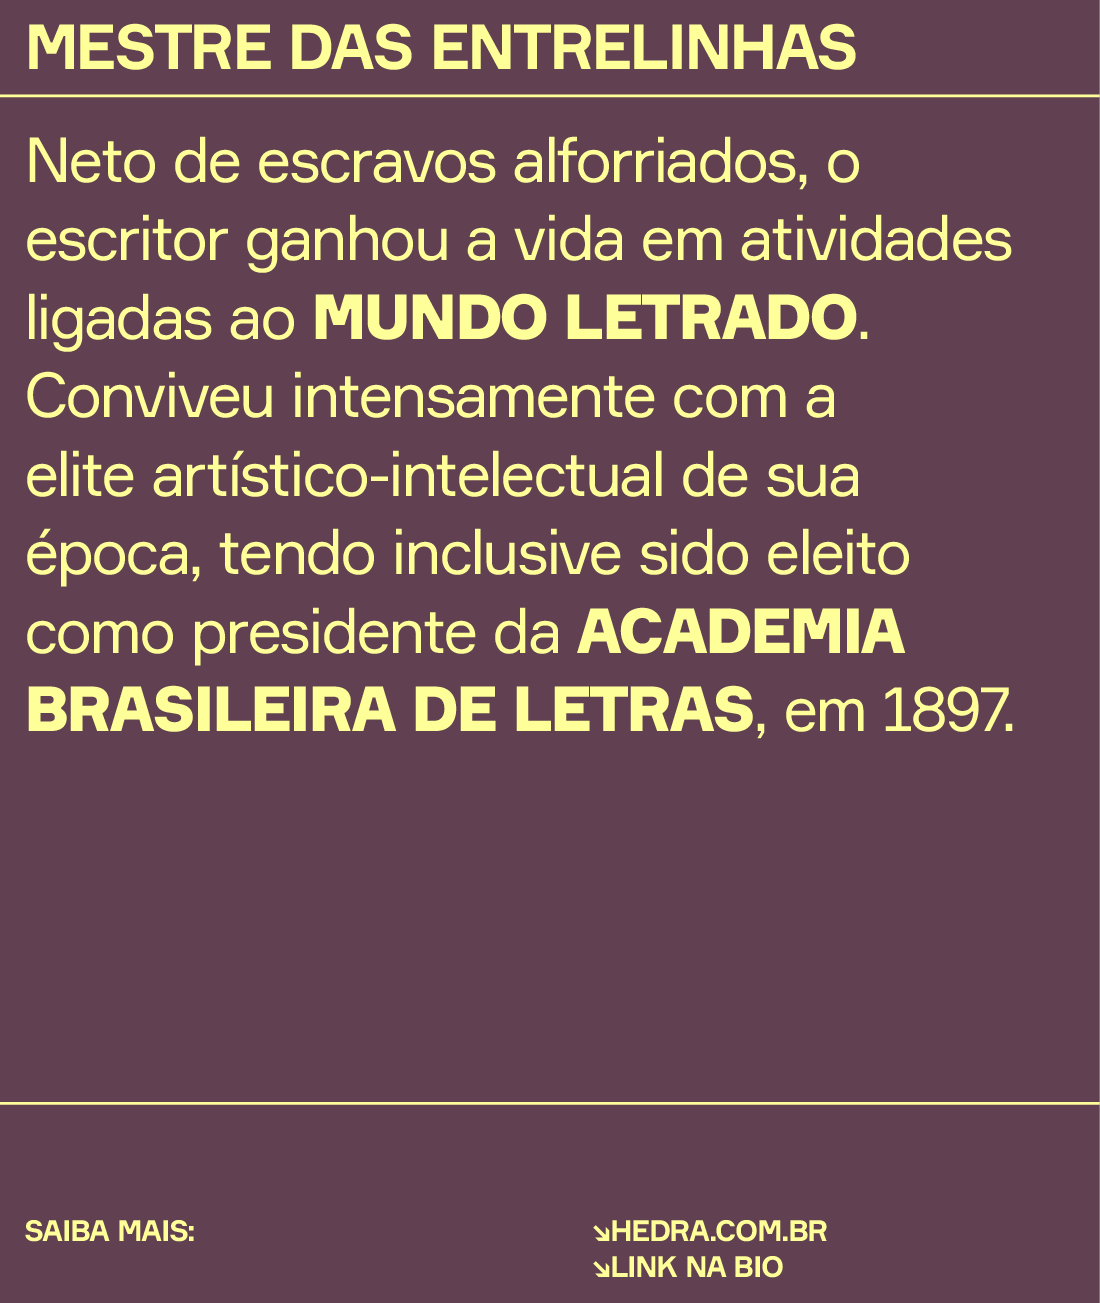 MESTRE DAS ENTRELINHAS
Neto de escravos alforriados, o
escritor ganhou a vida em atividades
ligadas ao MUNDO LETRADO.
Conviveu intensamente com a
elite artístico-intelectual de sua
época, tendo inclusive sido eleito
como presidente da ACADEMIA
BRASILEIRA DE LETRAS, em 1897.
SAIBA MAIS:
↘HEDRA.COM.BR
↘LINK NA BIO